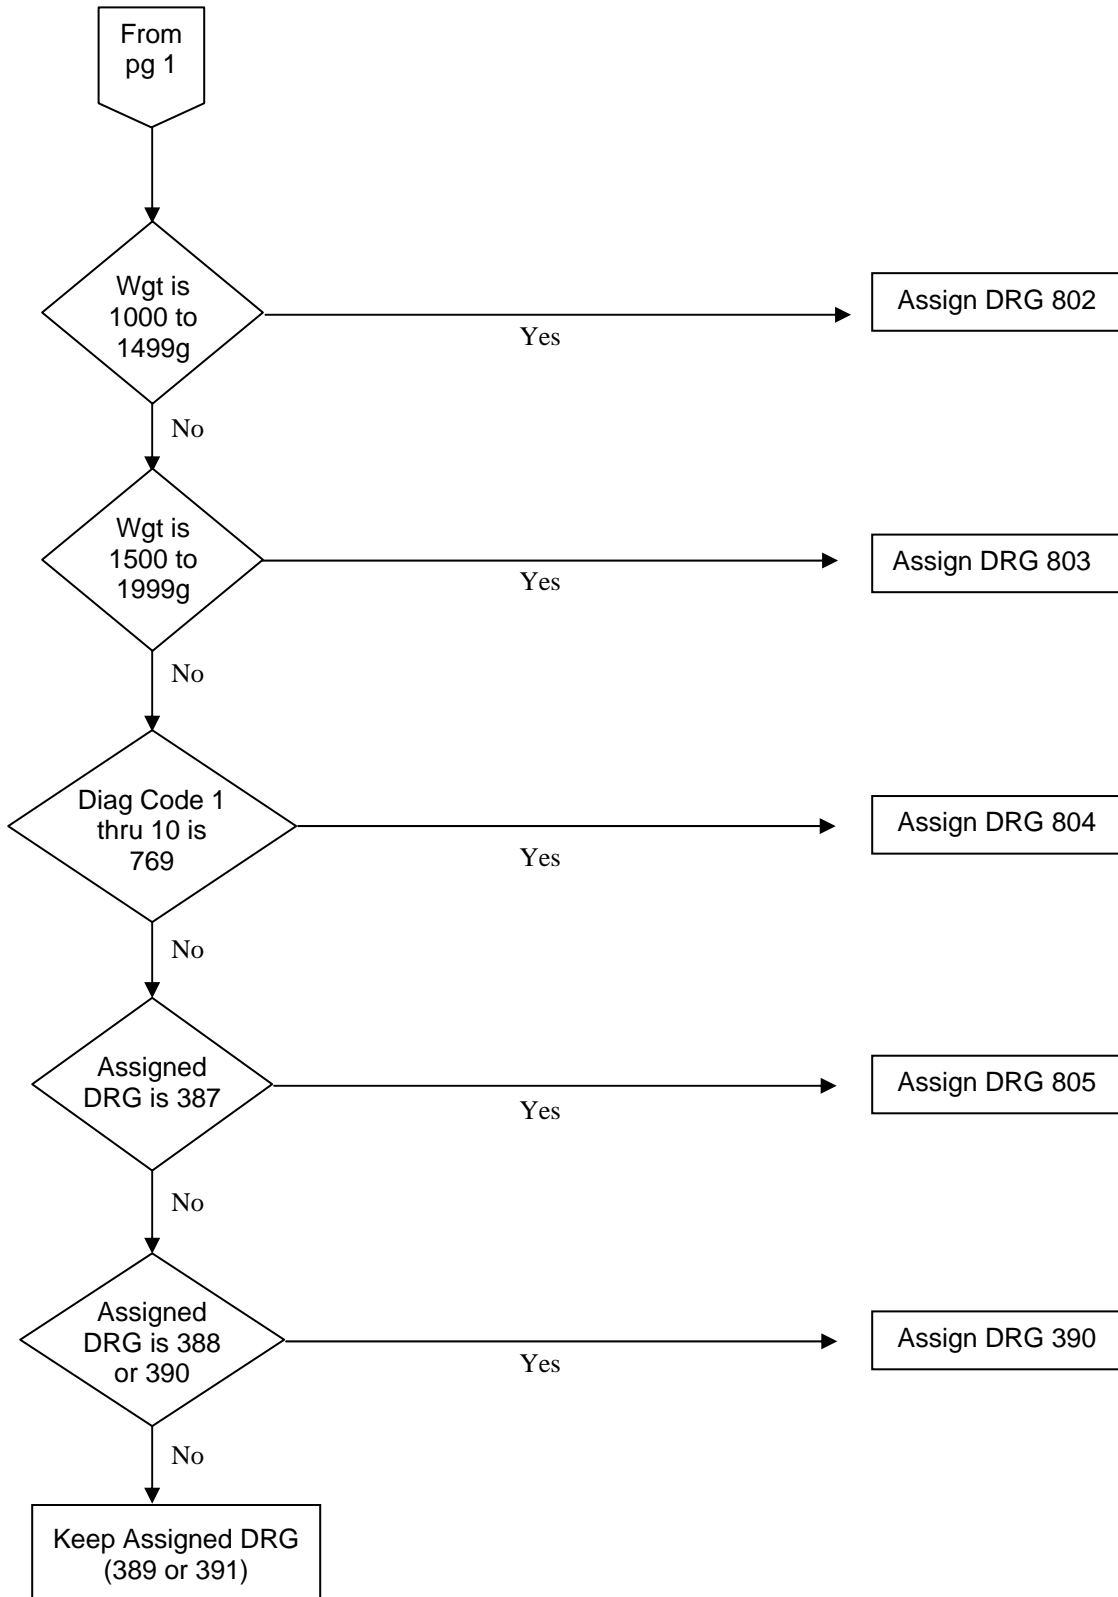 From
pg 1
Wgt is
1000 to
1499g
Yes
Assign DRG 802
No
Wgt is
1500 to
1999g
Yes
Assign DRG 803
No
Diag Code 1
thru 10 is
769
Yes
Assign DRG 804
No
Assigned
DRG is 387
Yes
Assign DRG 805
No
Assigned
DRG is 388
or 390
Yes
Assign DRG 390
No
Keep Assigned DRG
(389 or 391)